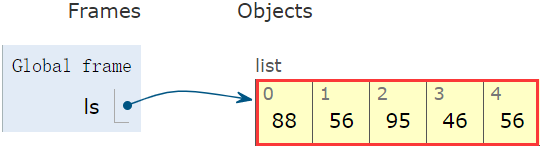 Frames Objects
Global frame
ls
list
0 1 2 3 4
88 56 95 46 56